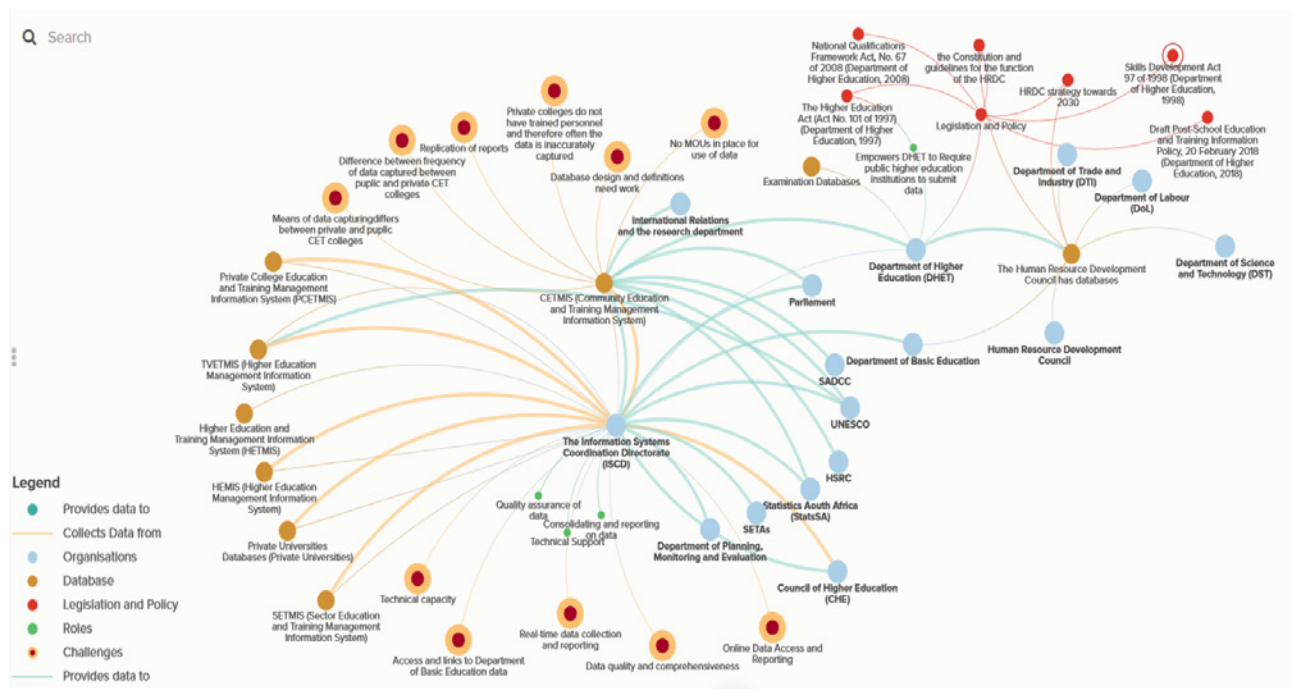 Search
National Qualifications
Framework Act, No. 67
of 2008 (Department of
Higher Education, 2008)
the Constitution and
guidelines for the function
of the HRDC
Skills Development Act
97 of 1998 (Department
of Higher Education,
1998)
HRDC strategy towards
2030
The Higher Education
Act (Act No. 101 of 1997)
(Department of Higher
Education, 1997)
Legislation and Policy
Draft Post-School Education
and Training Information
Policy, 20 February 2018
(Department of Higher
Education, 2018)
Private colleges do not
have trained personnel
and therefore often the
data is inaccurately
captured
No MOUs in place for
use of data
Replication of reports
Difference between frequency
of data captured between
puplic and private CET
colleges
Database design and definitions
need work
Empowers DHET to Require
public higher education
institutions to submit
data
Examination Databases
Department of Trade and
Industry (DTI)
Department of Labour
(DoL)
Means of data capturingdiffers
between private and puplic
CET colleges
International Relations
and the research department
Department of Higher
Education (DHET)
The Human Resource Development
Council has databases
Department of Science
and Technology (DST)
Private College Education
and Training Management
Information System (PCETMIS)
CETMIS (Community Education
and Training Management
Information System)
Parliament
TVETMIS (Higher Education
Management Information
System)
Department of Basic Education
Human Resource Development
Council
SADCC
UNESCO
Higher Education and
Training Management Information
System (HETMIS)
The Information Systems
Coordination Directorate
(ISCD)
HSRC
HEMIS (Higher Education
Management Information
System)
Quality assurance of
data
Consolidating and reporting
on data
Technical Support
Statistics Aouth Africa
(StatsSA)
SETAs
Private Universities
Databases (Private Universities)
Department of Planning,
Monitoring and Evaluation
Council of Higher Education
(CHE)
Technical capacity
SETMIS (Sector Education
and Training Management
Information System)
Real-time data collection
and reporting
Online Data Access and
Reporting
Access and links to Department
of Basic Education data
Data quality and comprehensiveness
Legend
Provides data to
Collects Data from
Organisations
Database
Legislation and Policy
Roles
Challenges
Provides data to